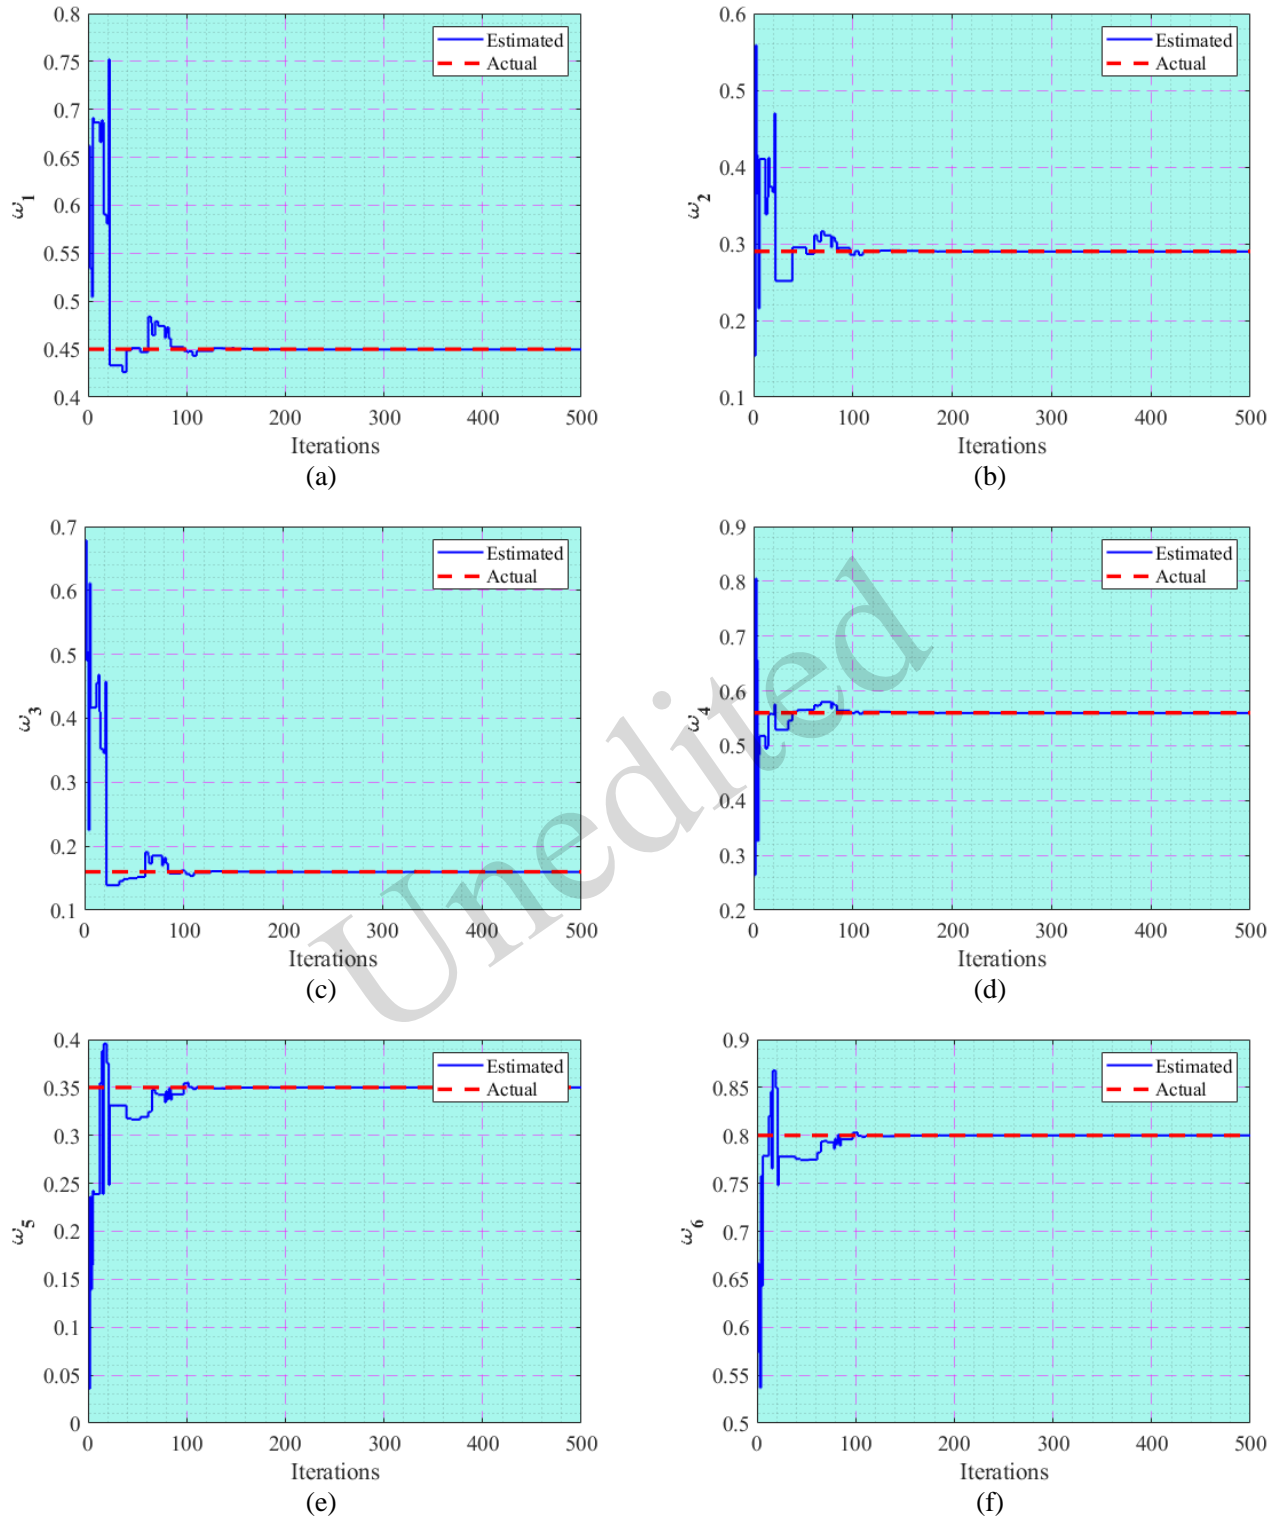 0.8
0.75
0.7
0.65
0.6
0.55
0.5
0.45
0.4
ω1
Estimated
Actual
0 100 200 300 400 500
Iterations
(a)
0.6
0.5
0.4
0.3
0.2
0.1
ω2
Estimated
Actual
0 100 200 300 400 500
Iterations
(b)
0.7
0.6
0.5
0.4
0.3
0.2
0.1
ω3
Estimated
Actual
0 100 200 300 400 500
Iterations
(c)
0.9
0.8
0.7
0.6
0.5
0.4
0.3
0.2
ω4
Estimated
Actual
0 100 200 300 400 500
Iterations
(d)
Unedited
0.4
0.35
0.3
0.25
0.2
0.15
0.1
0.05
0
ω5
Estimated
Actual
0 100 200 300 400 500
Iterations
(e)
0.9
0.85
0.8
0.75
0.7
0.65
0.6
0.55
0.5
ω6
Estimated
Actual
0 100 200 300 400 500
Iterations
(f)